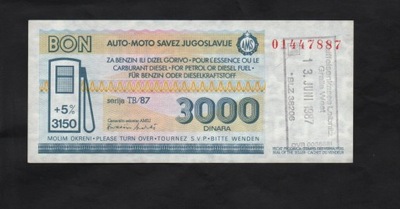 BON
AUTO-MOTO SAVEZ JUGOSLAVIJE
AMSJ
01447887
ZA BENZIN ILI DIZEL GORIVO - POUR L'ESSENCE OU LE
CARBURANT DIESEL - FOR PETROL OR DIESEL FUEL -
FÜR BENZIN ODER DIESELKRAFTSTOFF
+5%
3150
serija TB/87
3000
DINARA
MOLIM OKRENI - PLEASE TURN OVER - TOURNEZ S.V.P. - BITTE WENDEN
13. JUNI 1987